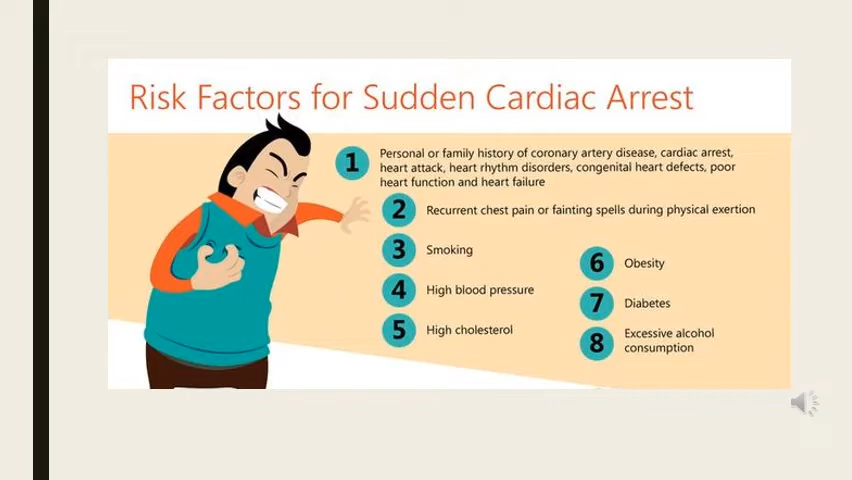 Risk Factors for Sudden Cardiac Arrest
1
Personal or family history of coronary artery disease, cardiac arrest,
heart attack, heart rhythm disorders, congenital heart defects, poor
heart function and heart failure
2
Recurrent chest pain or fainting spells during physical exertion
3
Smoking
4
High blood pressure
5
High cholesterol
6
Obesity
7
Diabetes
8
Excessive alcohol
consumption